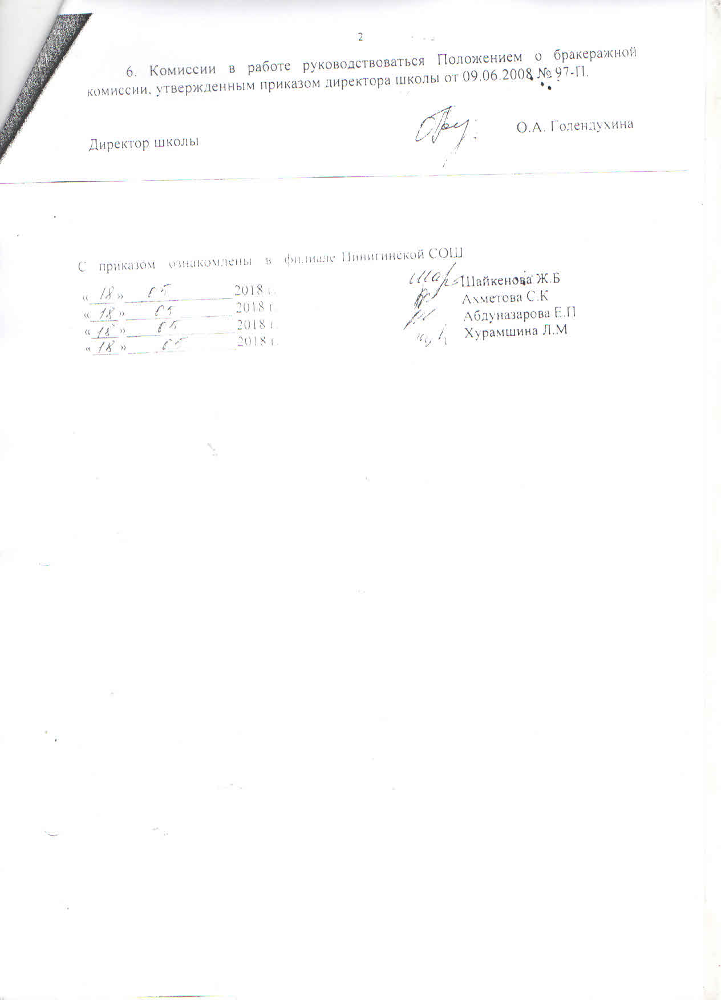 2
6. Комиссии в работе руководствоваться Положением о бракеражной
комиссии, утвержденным приказом директора школы от 09.06.2008 № 97-П.
Директор школы О.А. Голендухина
С приказом ознакомлены в филиале Пинигинской СОШ
«18» 05 2018 г. Шайкенова Ж.Б
«18» 05 2018 г. Ахметова С.К
«18» 05 2018 г. Абдуназарова Е.П
«18» 05 2018 г. Хурамшина Л.М